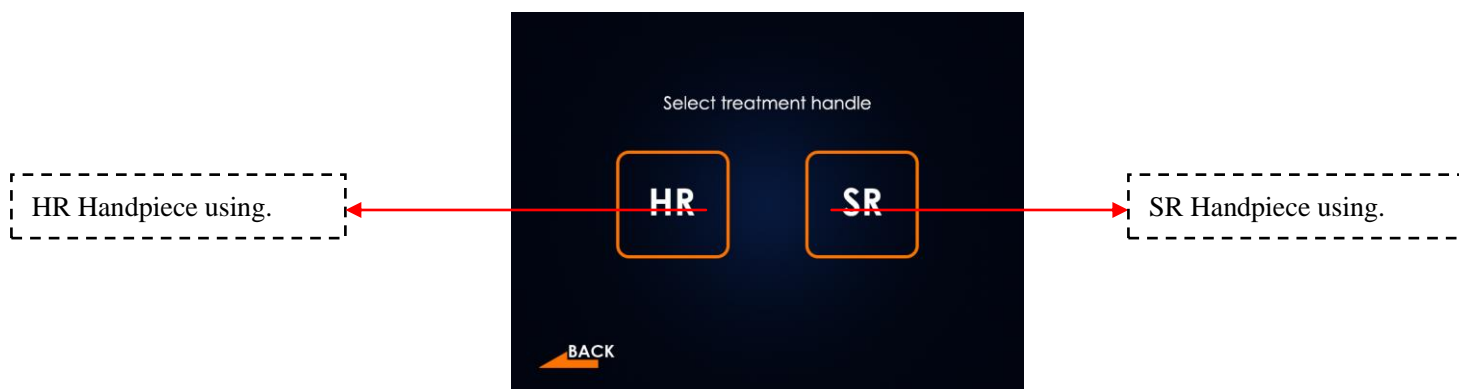 Select treatment handle
HR Handpiece using.
HR
SR
SR Handpiece using.
BACK